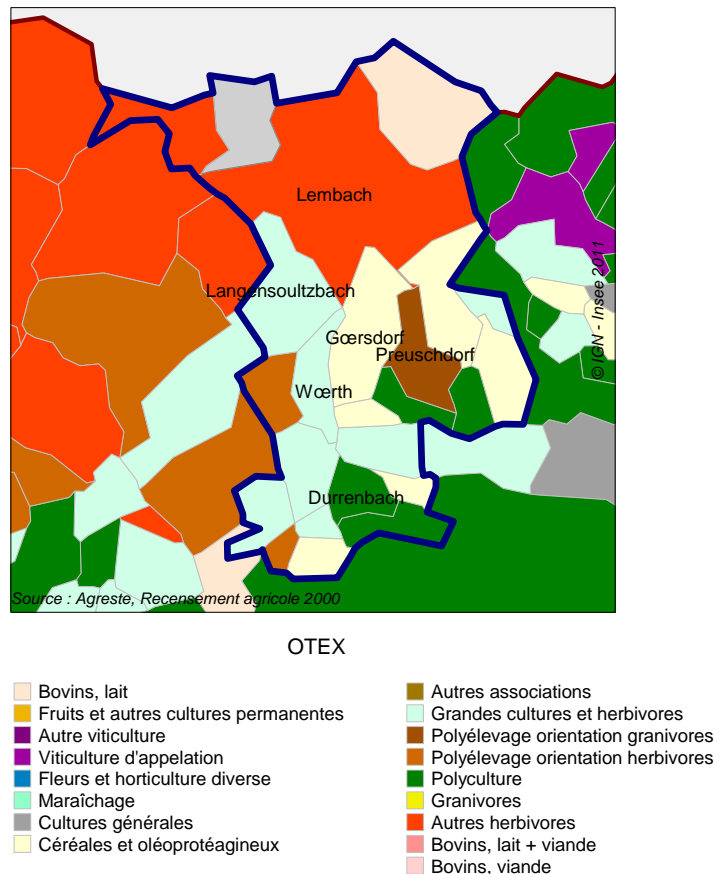 Lembach
Langensoultzbach
Gœrsdorf
Preuschdorf
Wœrth
Durrenbach
© IGN - Insee 2011
Source : Agreste, Recensement agricole 2000
OTEX
Bovins, lait
Fruits et autres cultures permanentes
Autre viticulture
Viticulture d'appelation
Fleurs et horticulture diverse
Maraîchage
Cultures générales
Céréales et oléoprotéagineux
Autres associations
Grandes cultures et herbivores
Polyélevage orientation granivores
Polyélevage orientation herbivores
Polyculture
Granivores
Autres herbivores
Bovins, lait + viande
Bovins, viande